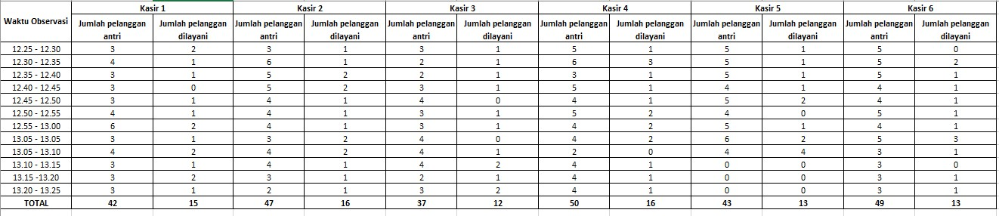 Waktu Observasi Kasir 1 Kasir 2 Kasir 3 Kasir 4 Kasir 5 Kasir 6
Jumlah pelanggan antri Jumlah pelanggan dilayani Jumlah pelanggan antri Jumlah pelanggan dilayani Jumlah pelanggan antri Jumlah pelanggan dilayani Jumlah pelanggan antri Jumlah pelanggan dilayani Jumlah pelanggan antri Jumlah pelanggan dilayani Jumlah pelanggan antri Jumlah pelanggan dilayani
12.25 - 12.30 3 2 3 1 3 1 5 1 5 1 5 0
12.30 - 12.35 4 1 6 1 2 1 6 3 5 1 5 2
12.35 - 12.40 3 1 5 2 2 1 3 1 5 1 5 1
12.40 - 12.45 3 0 5 2 3 1 5 1 4 1 4 1
12.45 - 12.50 3 1 4 1 4 0 4 1 5 2 4 1
12.50 - 12.55 4 1 4 1 3 1 5 2 4 0 5 1
12.55 - 13.00 6 2 4 1 3 1 4 2 5 1 4 1
13.05 - 13.05 3 1 3 2 4 0 4 2 6 2 5 3
13.05 - 13.10 4 2 4 2 4 1 2 0 4 4 3 1
13.10 - 13.15 3 1 4 1 4 2 4 1 0 0 3 0
13.15 -13.20 3 2 3 1 2 1 4 1 0 0 3 1
13.20 - 13.25 3 1 2 1 3 2 4 1 0 0 3 1
TOTAL 42 15 47 16 37 12 50 16 43 13 49 13